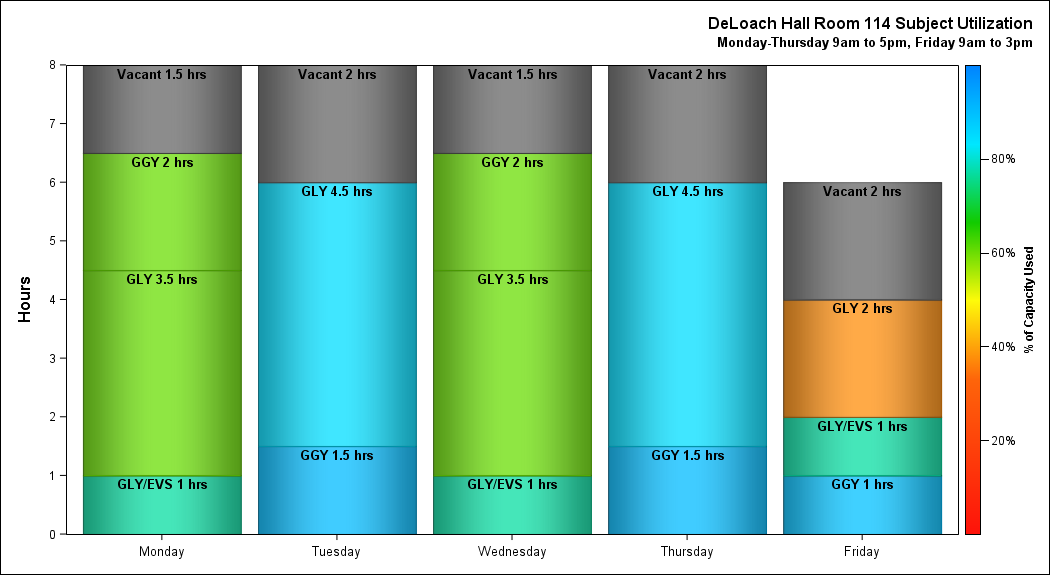 DeLoach Hall Room 114 Subject Utilization
Monday-Thursday 9am to 5pm, Friday 9am to 3pm
Hours
8
7
6
5
4
3
2
1
0
Vacant 1.5 hrs
GGY 2 hrs
GLY 3.5 hrs
GLY/EVS 1 hrs
Monday
Vacant 2 hrs
GLY 4.5 hrs
GGY 1.5 hrs
Tuesday
Vacant 1.5 hrs
GGY 2 hrs
GLY 3.5 hrs
GLY/EVS 1 hrs
Wednesday
Vacant 2 hrs
GLY 4.5 hrs
GGY 1.5 hrs
Thursday
Vacant 2 hrs
GLY 2 hrs
GLY/EVS 1 hrs
GGY 1 hrs
Friday
80%
60%
40%
20%
% of Capacity Used